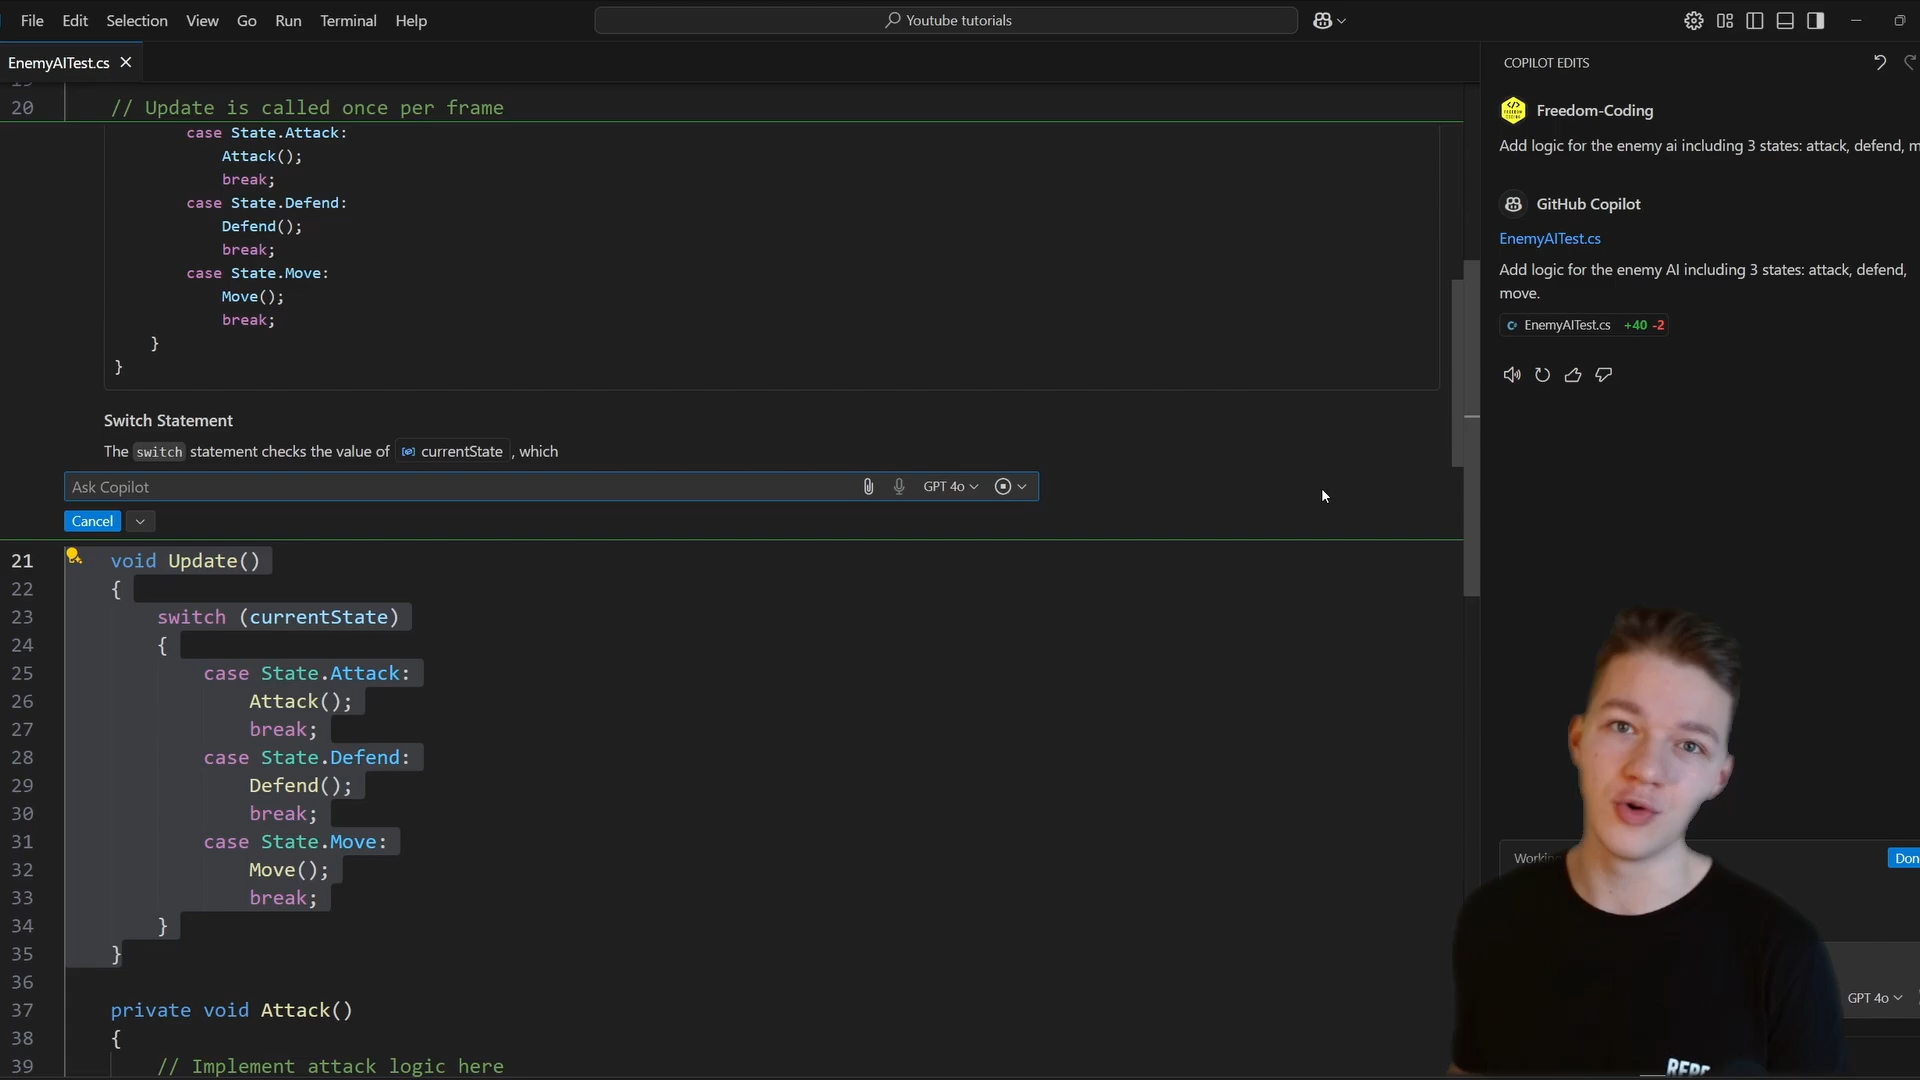 File Edit Selection View Go Run Terminal Help
Youtube tutorials
EnemyAITest.cs
20 // Update is called once per frame
case State.Attack:
Attack();
break;
case State.Defend:
Defend();
break;
case State.Move:
Move();
break;
}
}
Switch Statement
The switch statement checks the value of currentState , which
Ask Copilot GPT 4o
Cancel
21 void Update()
22 {
23 switch (currentState)
24 {
25 case State.Attack:
26 Attack();
27 break;
28 case State.Defend:
29 Defend();
30 break;
31 case State.Move:
32 Move();
33 break;
34 }
35 }
36
37 private void Attack()
38 {
39 // Implement attack logic here
COPILOT EDITS
Freedom-Coding
Add logic for the enemy ai including 3 states: attack, defend, m
GitHub Copilot
EnemyAITest.cs
Add logic for the enemy AI including 3 states: attack, defend,
move.
EnemyAITest.cs +40 -2
Workin
Don
GPT 4o